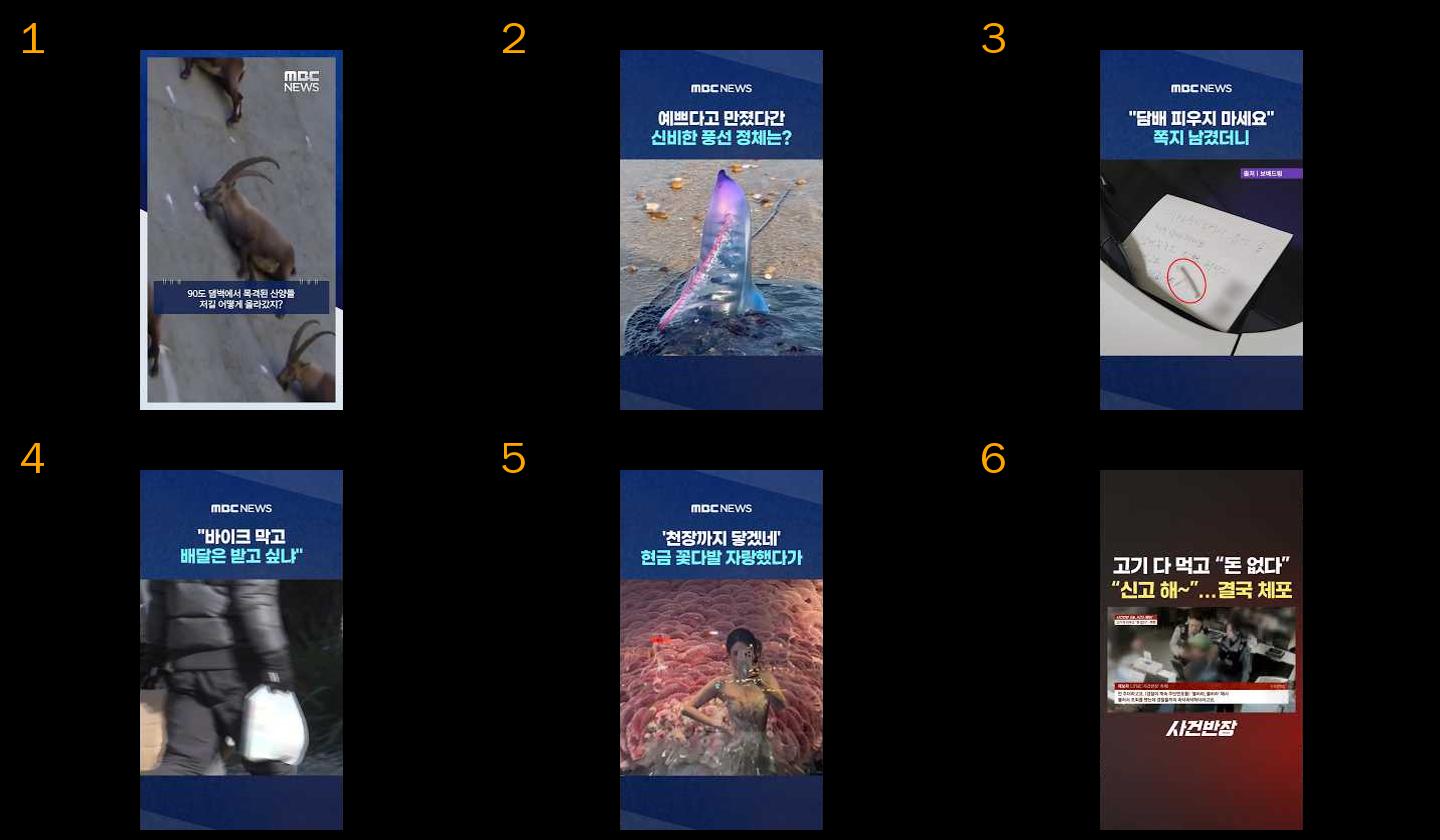 1
MBC
NEWS
90도 댐벽에서 목격된 산양들
저길 어떻게 올라갔지?
2
MBC NEWS
예쁘다고 만졌다간
신비한 풍선 정체는?
3
MBC NEWS
"담배 피우지 마세요"
쪽지 남겼더니
출처 | 보배드림
4
MBC NEWS
"바이크 막고
배달은 받고 싶냐"
5
MBC NEWS
'천장까지 닿겠네'
현금 꽃다발 자랑했다가
6
고기 다 먹고 “돈 없다”
“신고 해~”...결국 체포
사건반장